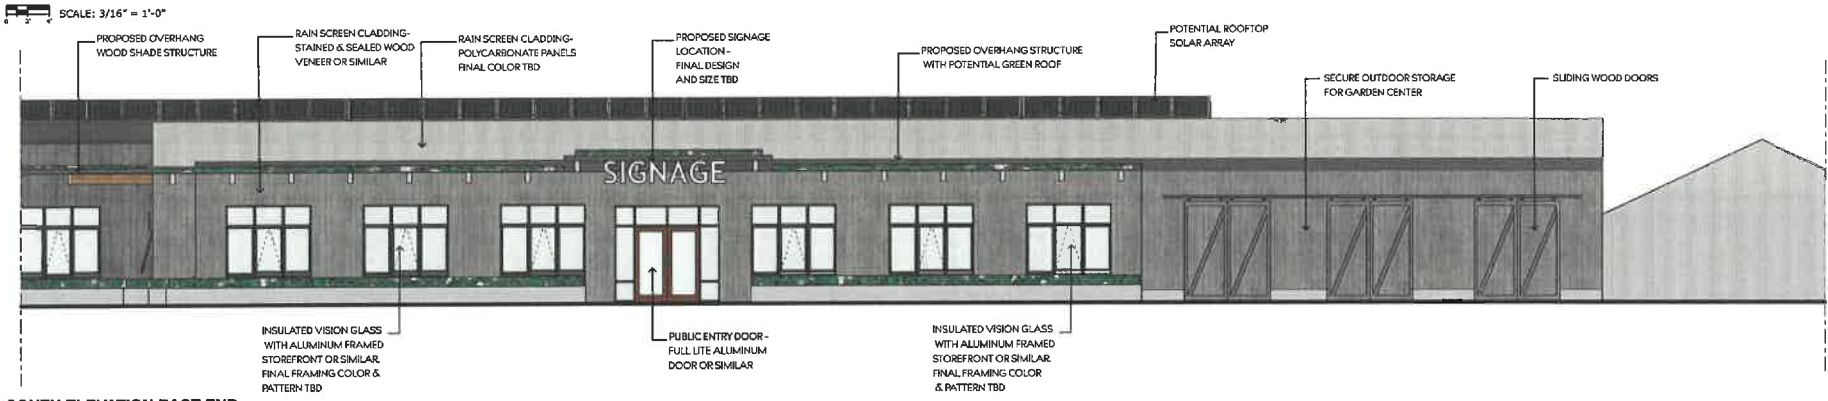 SCALE: 3/16" = 1'-0"
0 2' 4'
PROPOSED OVERHANG
WOOD SHADE STRUCTURE
RAIN SCREEN CLADDING-
STAINED & SEALED WOOD
VENEER OR SIMILAR
RAIN SCREEN CLADDING-
POLYCARBONATE PANELS
FINAL COLOR TBD
PROPOSED SIGNAGE
LOCATION -
FINAL DESIGN
AND SIZE TBD
PROPOSED OVERHANG STRUCTURE
WITH POTENTIAL GREEN ROOF
POTENTIAL ROOFTOP
SOLAR ARRAY
SECURE OUTDOOR STORAGE
FOR GARDEN CENTER
SLIDING WOOD DOORS
SIGNAGE
INSULATED VISION GLASS
WITH ALUMINUM FRAMED
STOREFRONT OR SIMILAR.
FINAL FRAMING COLOR &
PATTERN TBD
PUBLIC ENTRY DOOR -
FULL LITE ALUMINUM
DOOR OR SIMILAR
INSULATED VISION GLASS
WITH ALUMINUM FRAMED
STOREFRONT OR SIMILAR.
FINAL FRAMING COLOR
& PATTERN TBD